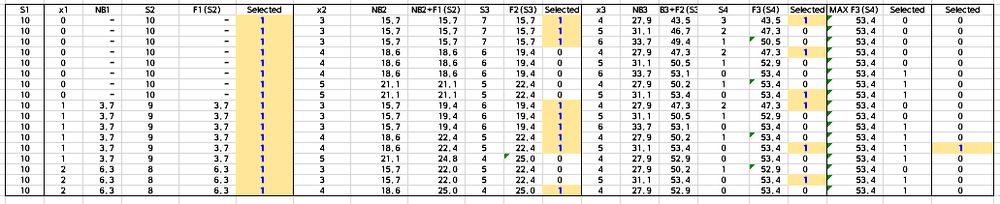 S1 x1 NB1 S2 F1(S2) Selected x2 NB2 NB2+F1(S2) S3 F2(S3) Selected x3 NB3 B3+F2(S3 S4 F3(S4) Selected MAX F3(S4) Selected Selected
10 0 - 10 - 1 3 15.7 15.7 7 15.7 1 4 27.9 43.5 3 43.5 1 53.4 0 0
10 0 - 10 - 1 3 15.7 15.7 7 15.7 1 5 31.1 46.7 2 47.3 0 53.4 0 0
10 0 - 10 - 1 3 15.7 15.7 7 15.7 1 6 33.7 49.4 1 50.5 0 53.4 0 0
10 0 - 10 - 1 4 18.6 18.6 6 19.4 0 4 27.9 47.3 2 47.3 1 53.4 0 0
10 0 - 10 - 1 4 18.6 18.6 6 19.4 0 5 31.1 50.5 1 52.9 0 53.4 0 0
10 0 - 10 - 1 4 18.6 18.6 6 19.4 0 6 33.7 53.1 0 53.4 0 53.4 1 0
10 0 - 10 - 1 5 21.1 21.1 5 22.4 0 4 27.9 50.2 1 53.4 0 53.4 1 0
10 0 - 10 - 1 5 21.1 21.1 5 22.4 0 5 31.1 53.4 0 53.4 1 53.4 1 0
10 1 3.7 9 3.7 1 3 15.7 19.4 6 19.4 1 4 27.9 47.3 2 47.3 1 53.4 0 0
10 1 3.7 9 3.7 1 3 15.7 19.4 6 19.4 1 5 31.1 50.5 1 52.9 0 53.4 0 0
10 1 3.7 9 3.7 1 3 15.7 19.4 6 19.4 1 6 33.7 53.1 0 53.4 0 53.4 1 0
10 1 3.7 9 3.7 1 4 18.6 22.4 5 22.4 1 4 27.9 50.2 1 53.4 0 53.4 1 0
10 1 3.7 9 3.7 1 4 18.6 22.4 5 22.4 1 5 31.1 53.4 0 53.4 1 53.4 1 1
10 1 3.7 9 3.7 1 5 21.1 24.8 4 25.0 0 4 27.9 52.9 0 53.4 0 53.4 1 0
10 2 6.3 8 6.3 1 3 15.7 22.0 5 22.4 0 4 27.9 50.2 1 52.9 0 53.4 0 0
10 2 6.3 8 6.3 1 3 15.7 22.0 5 22.4 0 5 31.1 53.4 0 53.4 1 53.4 1 0
10 2 6.3 8 6.3 1 4 18.6 25.0 4 25.0 1 4 27.9 52.9 0 53.4 0 53.4 1 0